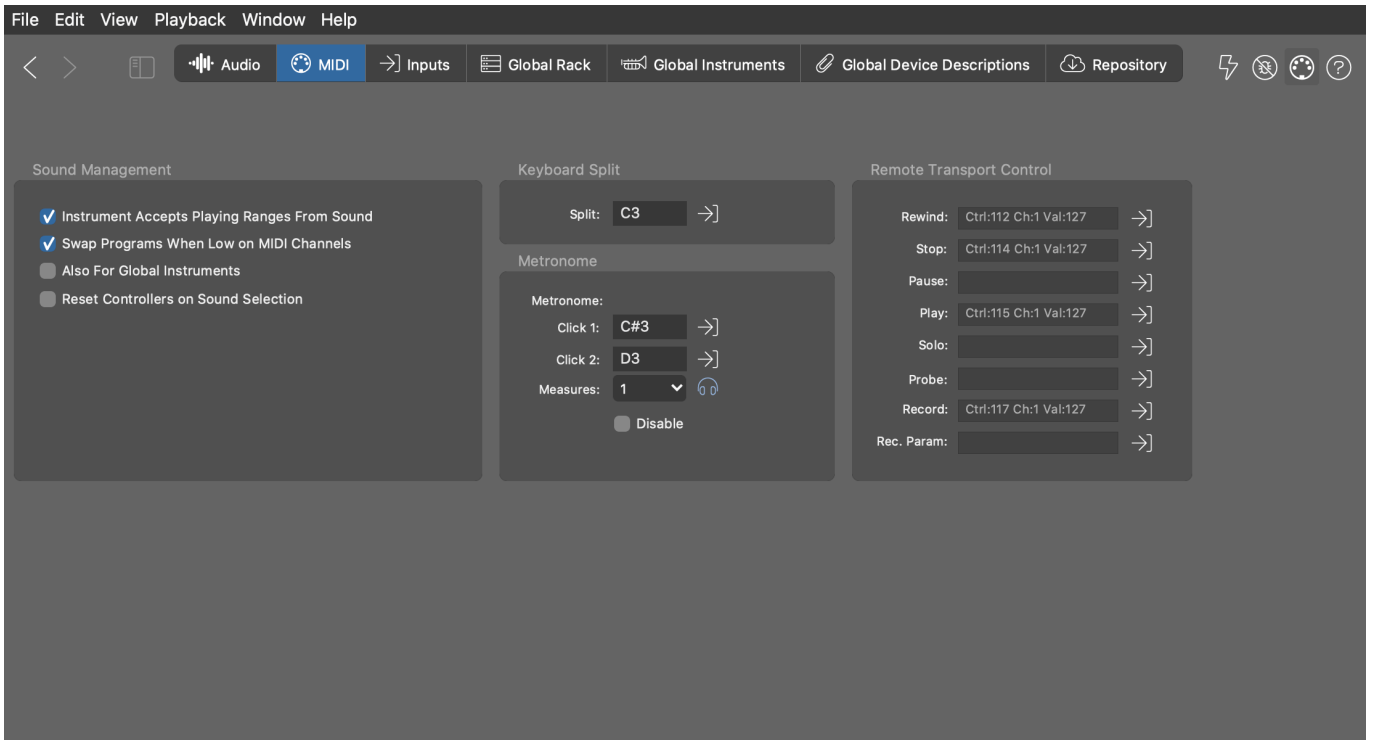 File Edit View Playback Window Help
Audio MIDI Inputs Global Rack Global Instruments Global Device Descriptions Repository
Sound Management
Instrument Accepts Playing Ranges From Sound
Swap Programs When Low on MIDI Channels
Also For Global Instruments
Reset Controllers on Sound Selection
Keyboard Split
Split: C3
Metronome
Metronome:
Click 1: C#3
Click 2: D3
Measures: 1
Disable
Remote Transport Control
Rewind: Ctrl:112 Ch:1 Val:127
Stop: Ctrl:114 Ch:1 Val:127
Pause:
Play: Ctrl:115 Ch:1 Val:127
Solo:
Probe:
Record: Ctrl:117 Ch:1 Val:127
Rec. Param: